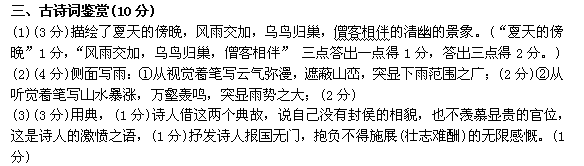 三、古诗词鉴赏(10 分)
(1)(3 分)描绘了夏天的傍晚，风雨交加，乌鸟归巢，僧客相伴的清幽的景象。(“夏天的傍
晚”1 分，“风雨交加，乌鸟归巢，僧客相伴” 三点答出一点得 1 分，答出三点得 2 分。)
(2)(4 分)侧面写雨：①从视觉着笔写云气弥漫，遮蔽山峦，突显下雨范围之广；(2 分)②从
听觉着笔写山水暴涨，万壑轰鸣，突显雨势之大；(2 分)
(3)(3 分)用典，(1 分)诗人借这两个典故，说自己没有封侯的相貌，也不羡慕显贵的官位，
这是诗人的激愤之语，(1 分)抒发诗人报国无门，抱负不得施展(壮志难酬)的无限感慨。(1
分)